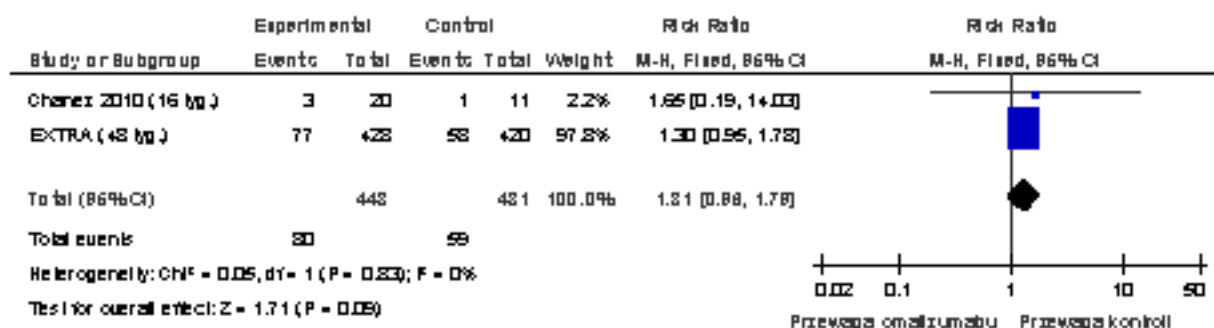 Experimental Control Risk Ratio Risk Ratio
Study or Subgroup Events Total Events Total Weight M-H, Fixed, 95% CI M-H, Fixed, 95% CI
Chanez 2010 (16 tyg.) 3 20 1 11 2.2% 1.65 [0.19, 14.03]
EXTRA (48 tyg.) 77 428 58 420 97.8% 1.30 [0.95, 1.78]
Total (95% CI) 448 431 100.0% 1.31 [0.96, 1.79]
Total events 80 59
Heterogeneity: Chi² = 0.05, df = 1 (P = 0.83); I² = 0%
Test for overall effect: Z = 1.71 (P = 0.09)
0.02 0.1 1 10 50
Przewaga omalizumabu Przewaga kontroli